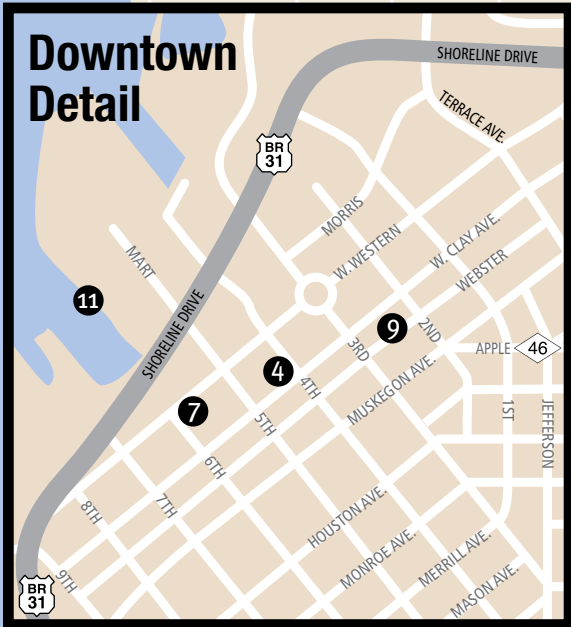 Downtown
Detail
SHORELINE DRIVE
TERRACE AVE.
BR
31
MORRIS
W. WESTERN
W. CLAY AVE.
WEBSTER
MART
11
SHORELINE DRIVE
9
2ND
3RD
APPLE
46
4
4TH
MUSKEGON AVE.
7
5TH
1ST
JEFFERSON
6TH
7TH
8TH
HOUSTON AVE.
MONROE AVE.
MERRILL AVE.
MASON AVE.
9TH
BR
31